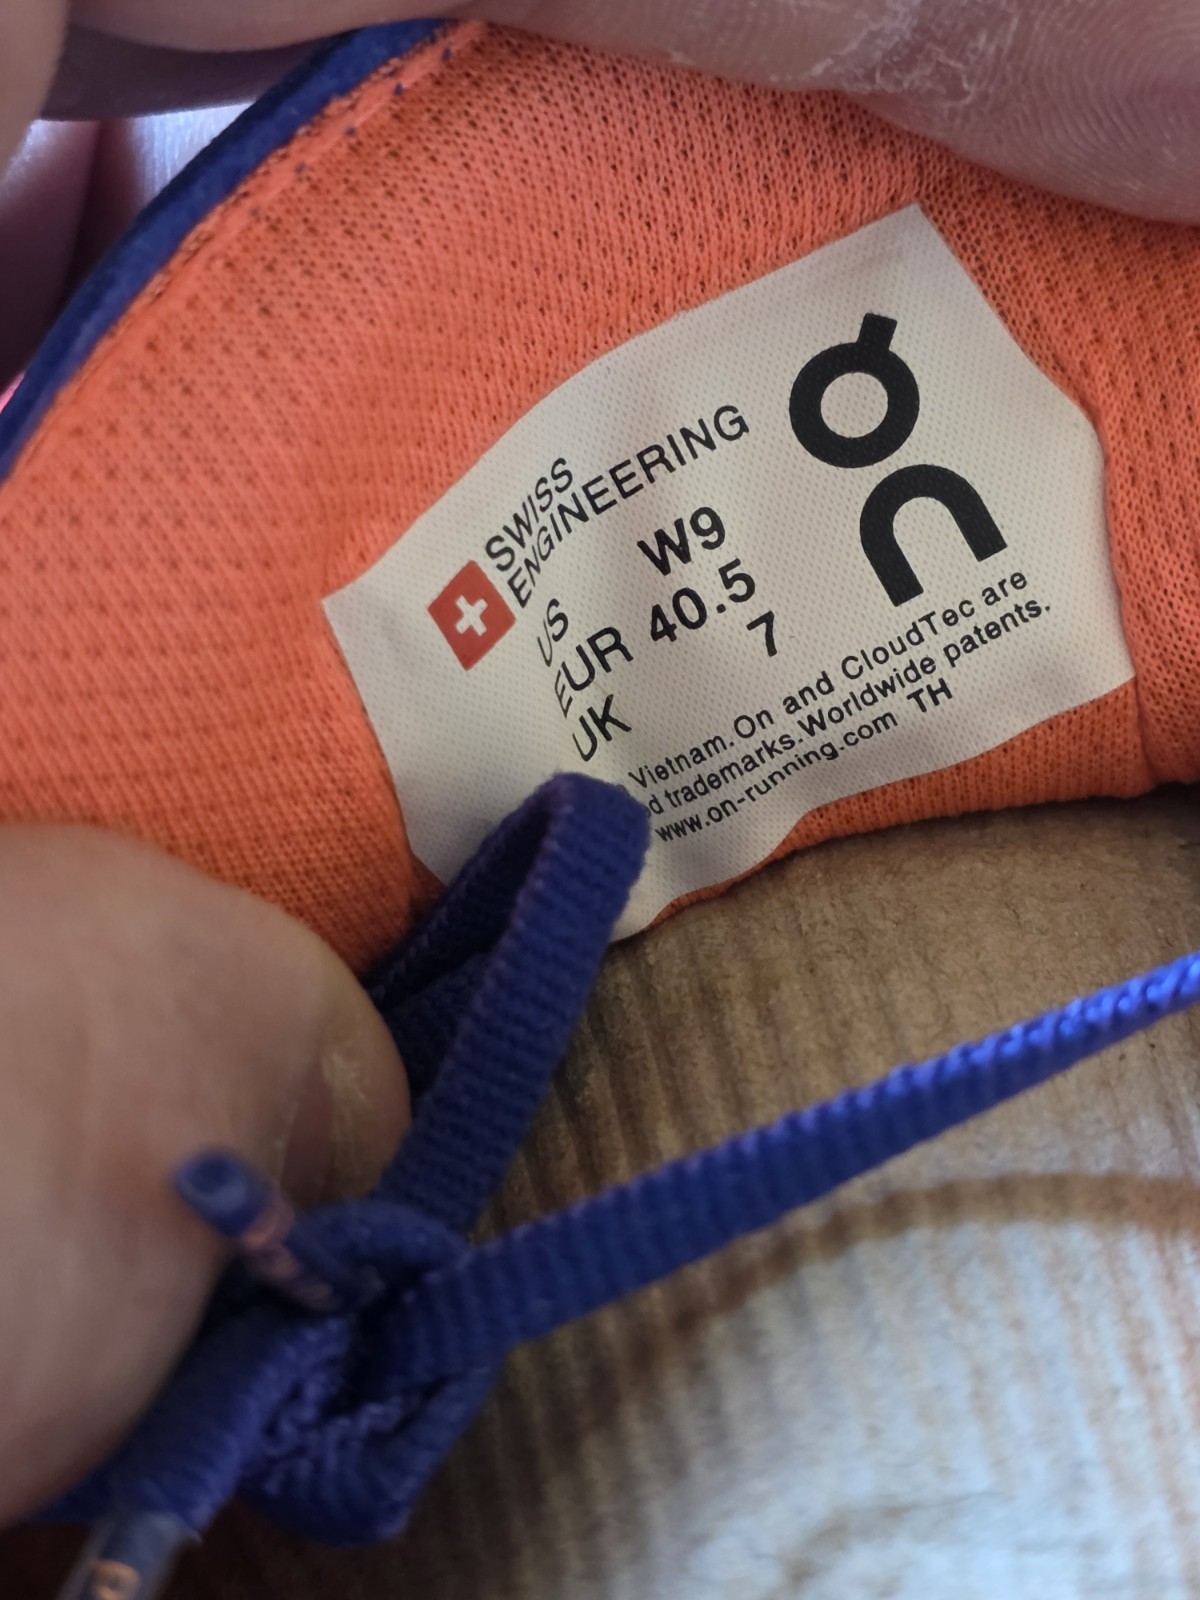 SWISS
ENGINEERING
on
US W9
EUR 40.5
UK 7
Vietnam. On and CloudTec are
trademarks. Worldwide patents.
www.on-running.com TH